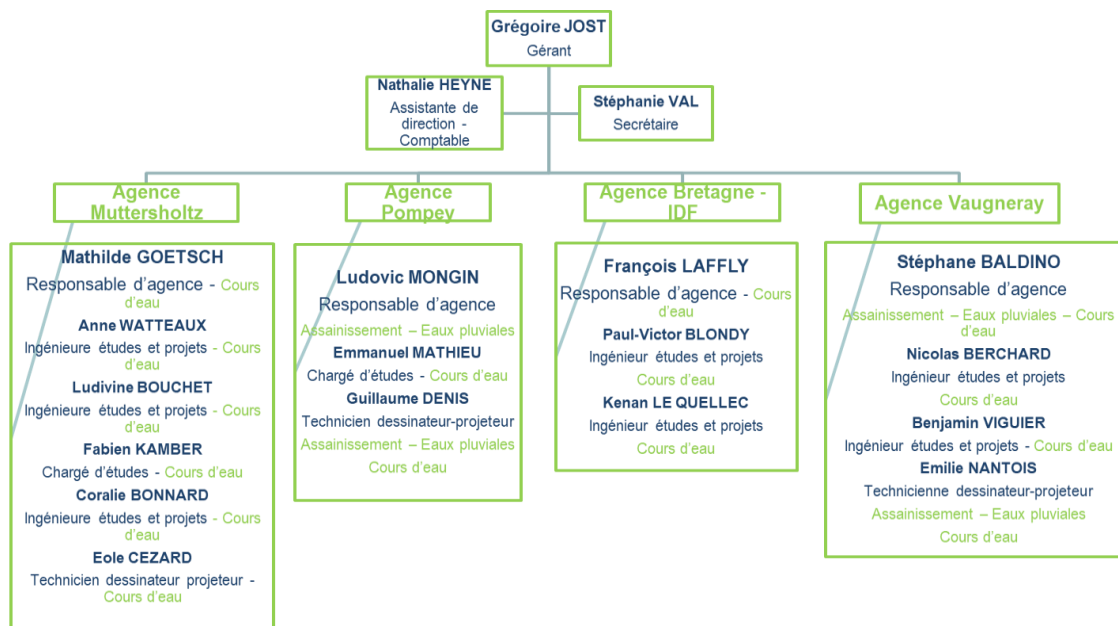 Grégoire JOST
Gérant
Nathalie HEYNE
Assistante de
direction -
Comptable
Stéphanie VAL
Secrétaire
Agence
Muttersholtz
Agence
Pompey
Agence Bretagne -
IDF
Agence Vaugneray
Mathilde GOETSCH
Responsable d'agence - Cours
d'eau
Anne WATTEAUX
Ingénieure études et projets - Cours
d'eau
Ludivine BOUCHET
Ingénieure études et projets - Cours
d'eau
Fabien KAMBER
Chargé d'études - Cours d'eau
Coralie BONNARD
Ingénieure études et projets - Cours
d'eau
Eole CEZARD
Technicien dessinateur projeteur -
Cours d'eau
Ludovic MONGIN
Responsable d'agence
Assainissement – Eaux pluviales
Emmanuel MATHIEU
Chargé d'études - Cours d'eau
Guillaume DENIS
Technicien dessinateur-projeteur
Assainissement – Eaux pluviales
Cours d'eau
François LAFFLY
Responsable d'agence - Cours
d'eau
Paul-Victor BLONDY
Ingénieur études et projets
Cours d'eau
Kenan LE QUELLEC
Ingénieur études et projets
Cours d'eau
Stéphane BALDINO
Responsable d'agence
Assainissement – Eaux pluviales – Cours
d'eau
Nicolas BERCHARD
Ingénieur études et projets
Cours d'eau
Benjamin VIGUIER
Ingénieur études et projets - Cours d'eau
Emilie NANTOIS
Technicienne dessinateur-projeteur
Assainissement – Eaux pluviales
Cours d'eau